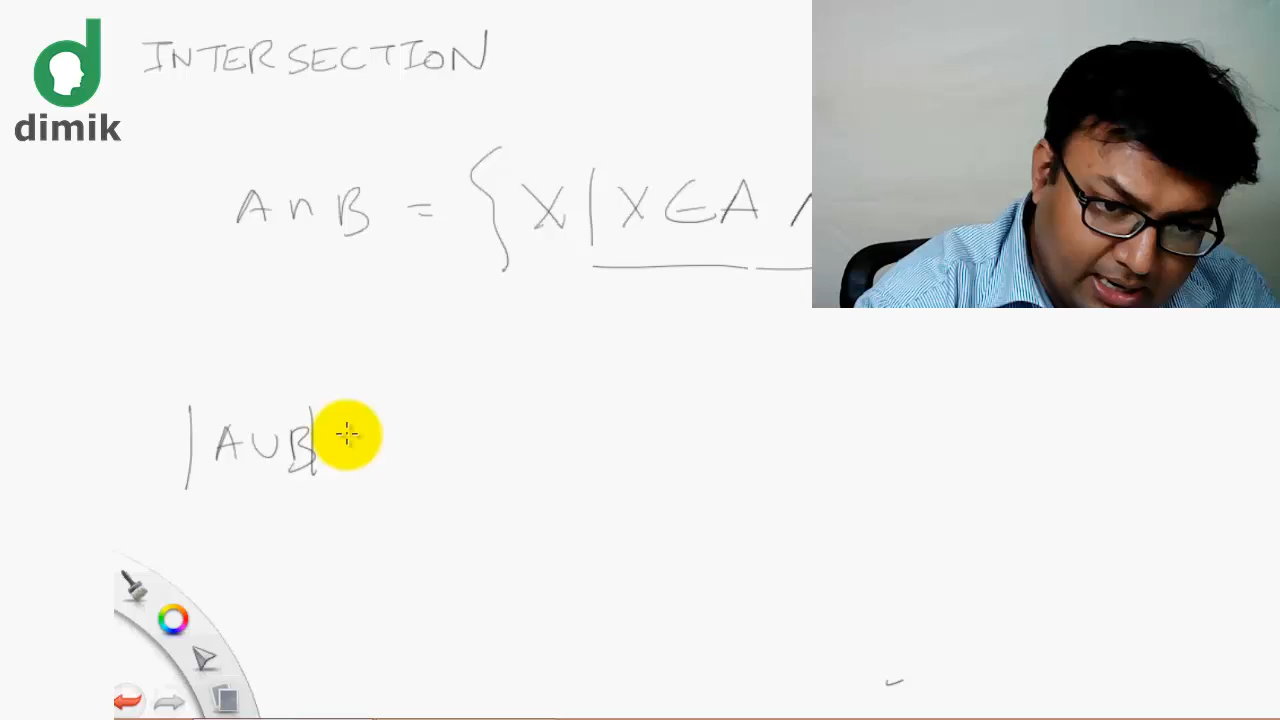 dimik
INTERSECTION
A ∩ B = { X | X ∈ A ∧
| A ∪ B |